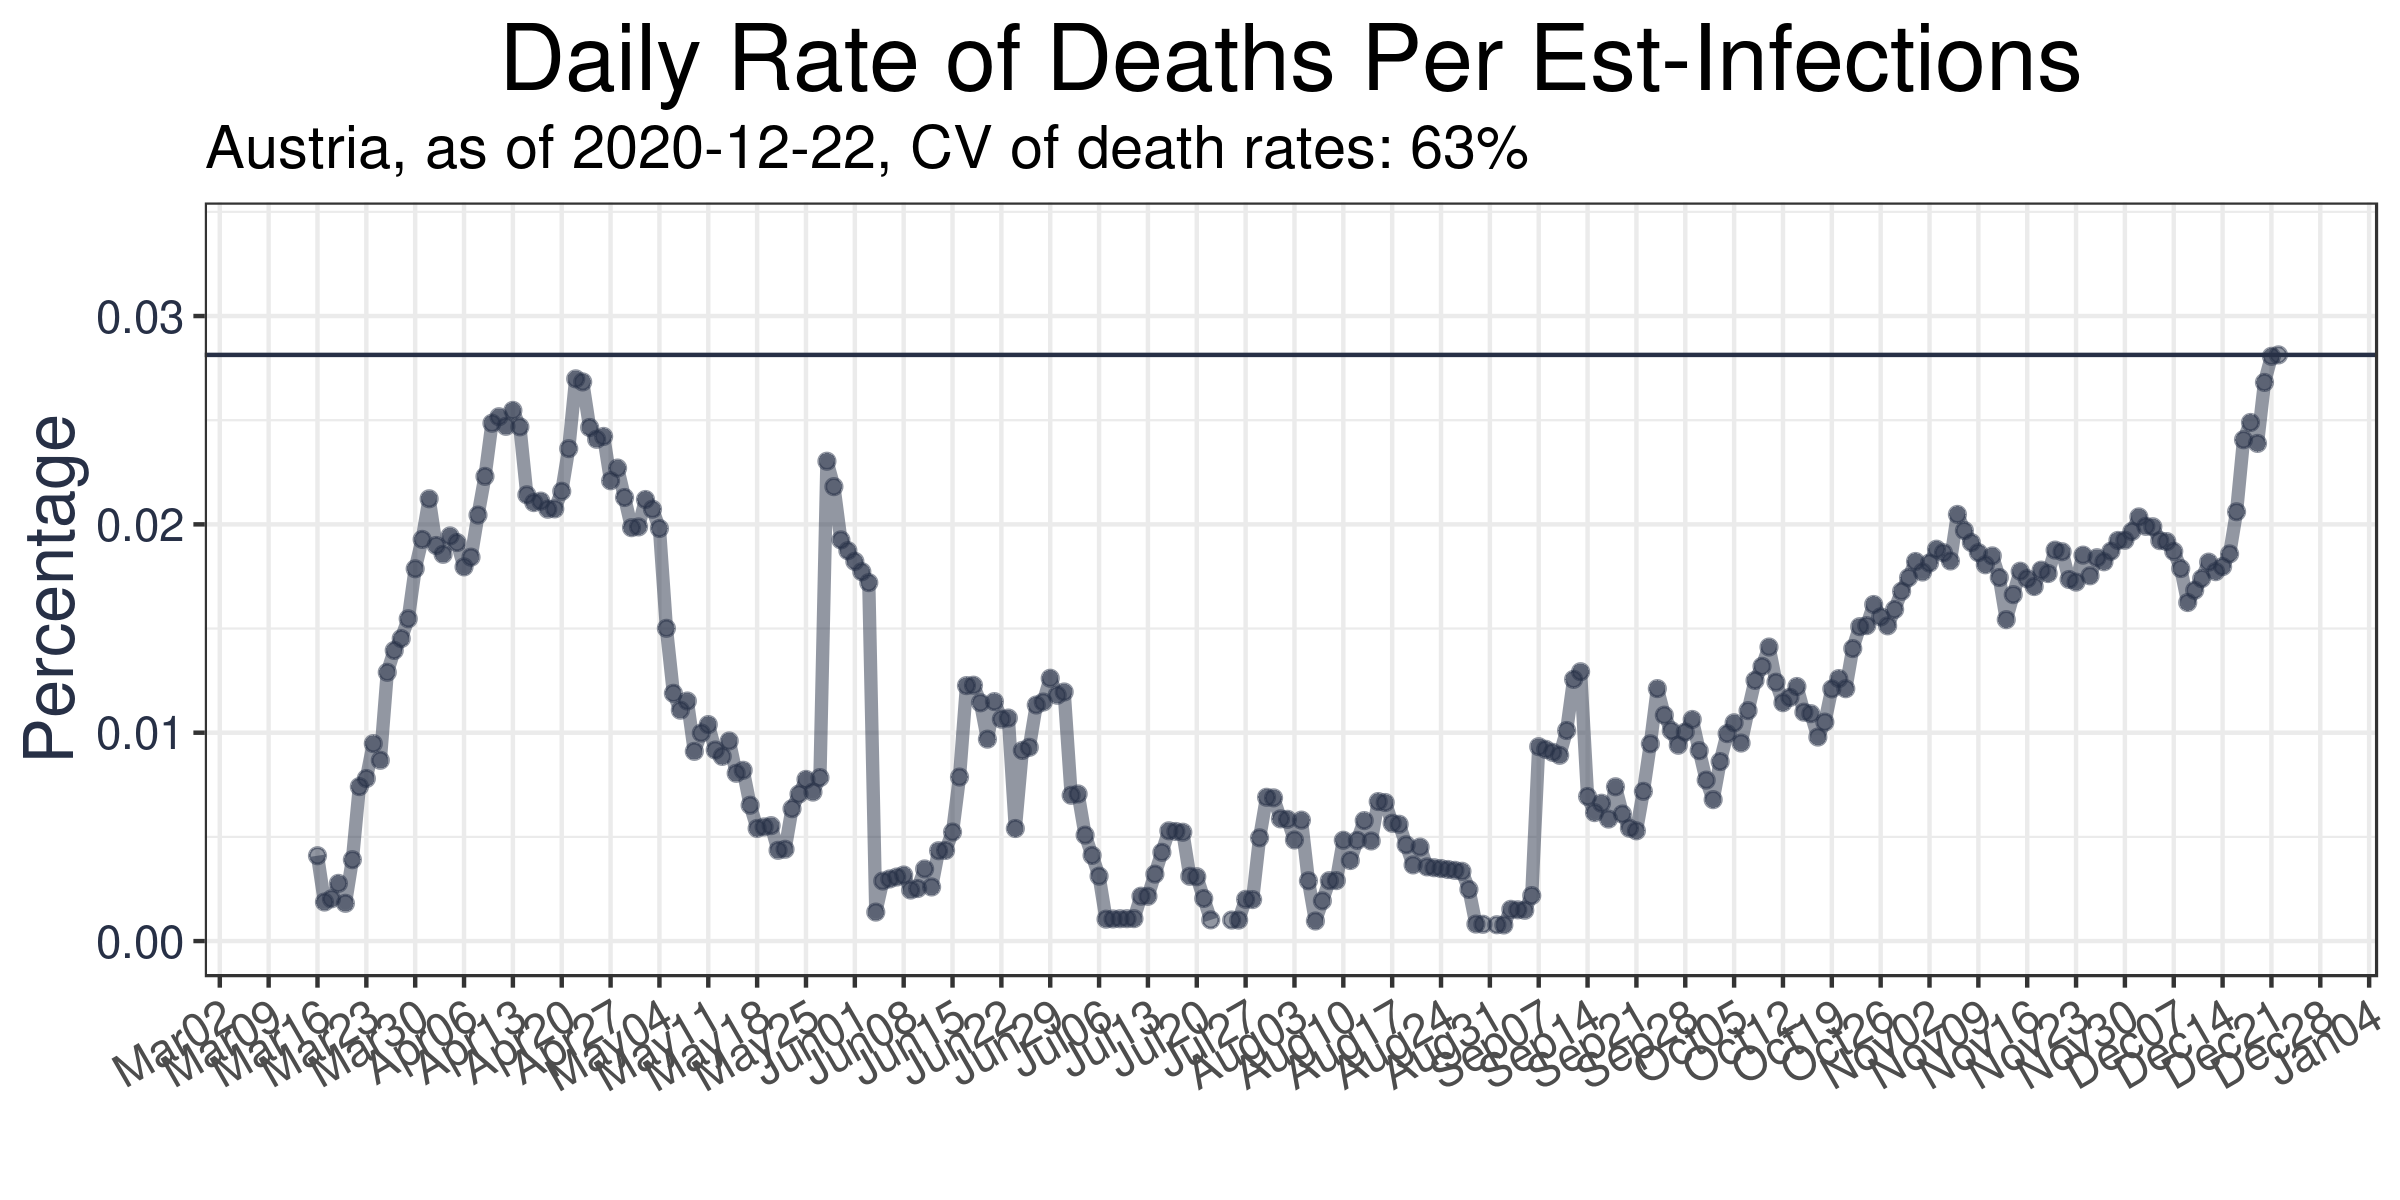 Daily Rate of Deaths Per Est-Infections
Austria, as of 2020-12-22, CV of death rates: 63%
Percentage
0.03
0.02
0.01
0.00
Mar02
Mar09
Mar16
Mar23
Mar30
Apr06
Apr13
Apr20
Apr27
May04
May11
May18
May25
Jun01
Jun08
Jun15
Jun22
Jun29
Jul06
Jul13
Jul20
Jul27
Aug03
Aug10
Aug17
Aug24
Aug31
Sep07
Sep14
Sep21
Sep28
Oct05
Oct12
Oct19
Oct26
Nov02
Nov09
Nov16
Nov23
Nov30
Dec07
Dec14
Dec21
Dec28
Jan04